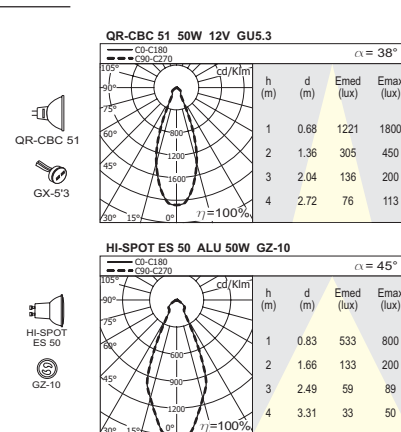 QR-CBC 51 50W 12V GU5.3
C0-C180
C90-C270
α = 38°
cd/Klm
105°
90°
75°
60°
45°
30° 15° 0°
800
1200
1600
η=100%
h (m) d (m) Emed (lux) Emax (lux)
1 0.68 1221 1800
2 1.36 305 450
3 2.04 136 200
4 2.72 76 113
QR-CBC 51
GX-5'3
HI-SPOT ES 50 ALU 50W GZ-10
C0-C180
C90-C270
α = 45°
cd/Klm
105°
90°
75°
60°
45°
30° 15° 0°
600
900
1200
η=100%
h (m) d (m) Emed (lux) Emax (lux)
1 0.83 533 800
2 1.66 133 200
3 2.49 59 89
4 3.31 33 50
HI-SPOT
ES 50
GZ-10